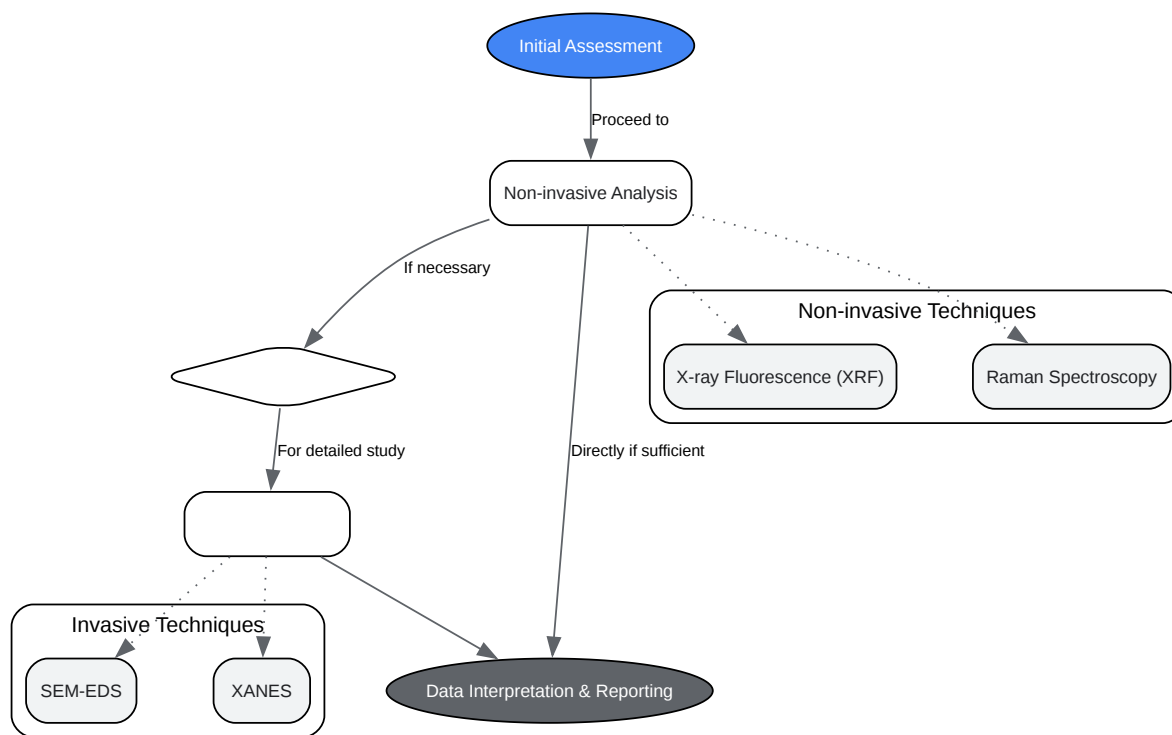 Initial Assessment
Proceed to
Non-invasive Analysis
If necessary
Non-invasive Techniques
X-ray Fluorescence (XRF)
Raman Spectroscopy
For detailed study
Directly if sufficient
Invasive Techniques
SEM-EDS
XANES
Data Interpretation & Reporting